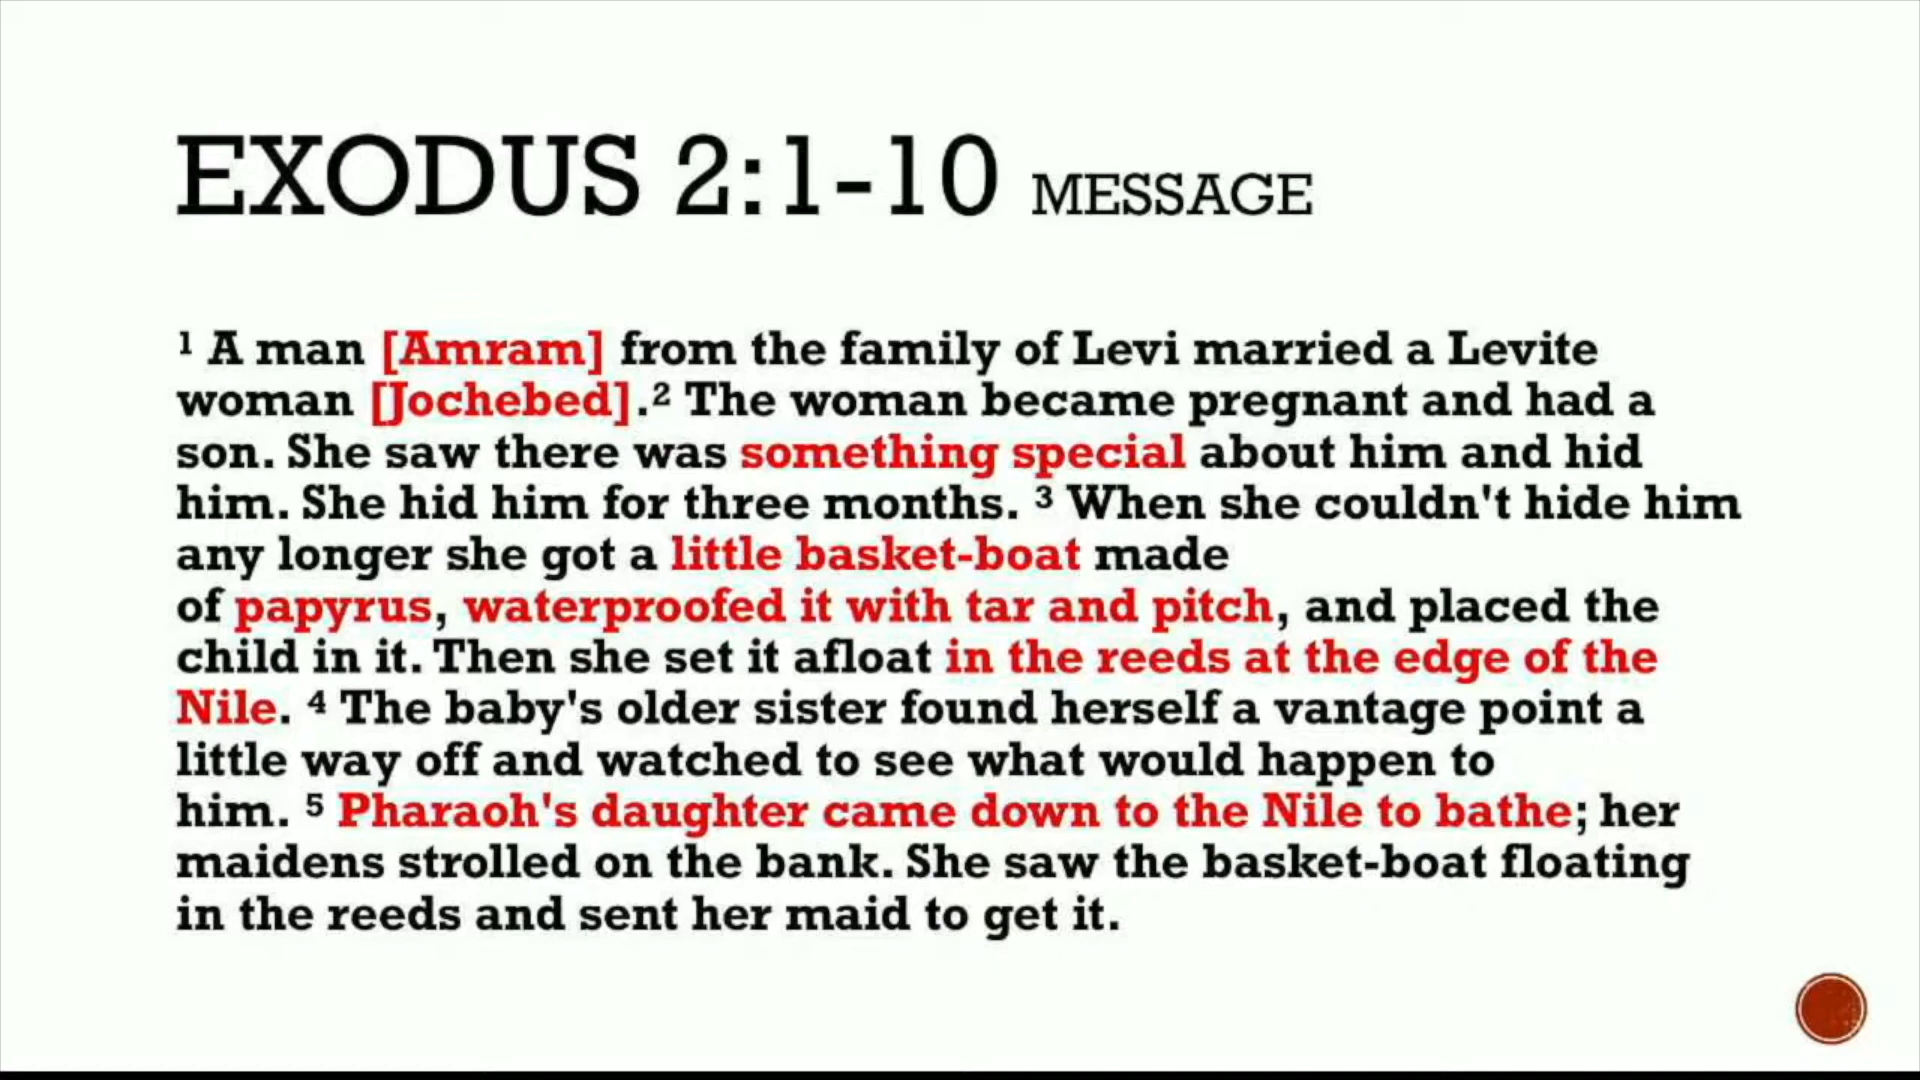 EXODUS 2:1-10 MESSAGE
¹ A man [Amram] from the family of Levi married a Levite
woman [Jochebed].² The woman became pregnant and had a
son. She saw there was something special about him and hid
him. She hid him for three months. ³ When she couldn't hide him
any longer she got a little basket-boat made
of papyrus, waterproofed it with tar and pitch, and placed the
child in it. Then she set it afloat in the reeds at the edge of the
Nile. ⁴ The baby's older sister found herself a vantage point a
little way off and watched to see what would happen to
him. ⁵ Pharaoh's daughter came down to the Nile to bathe; her
maidens strolled on the bank. She saw the basket-boat floating
in the reeds and sent her maid to get it.